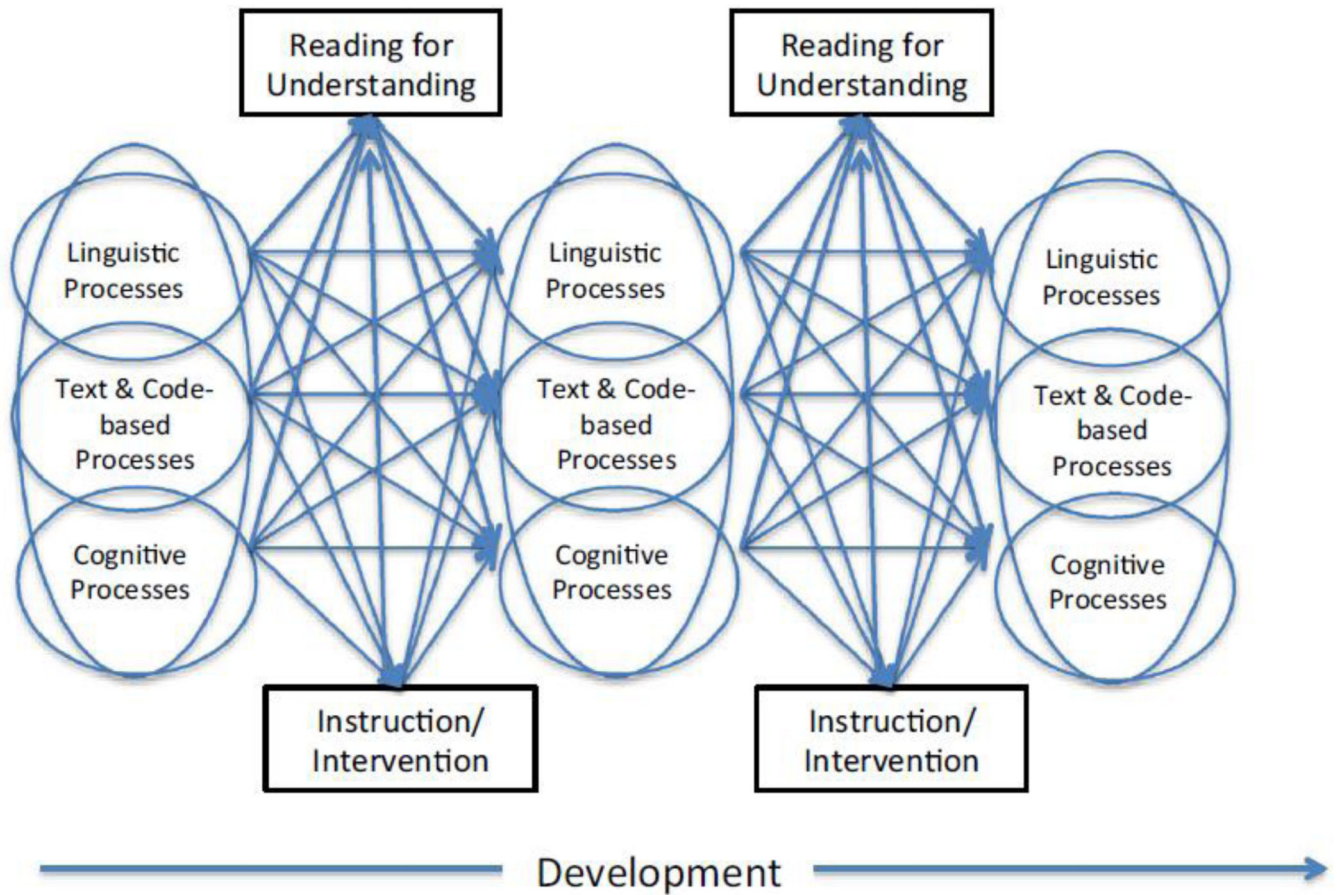 Reading for
Understanding
Reading for
Understanding
Linguistic
Processes
Text & Code-
based
Processes
Cognitive
Processes
Linguistic
Processes
Text & Code-
based
Processes
Cognitive
Processes
Linguistic
Processes
Text & Code-
based
Processes
Cognitive
Processes
Instruction/
Intervention
Instruction/
Intervention
Development